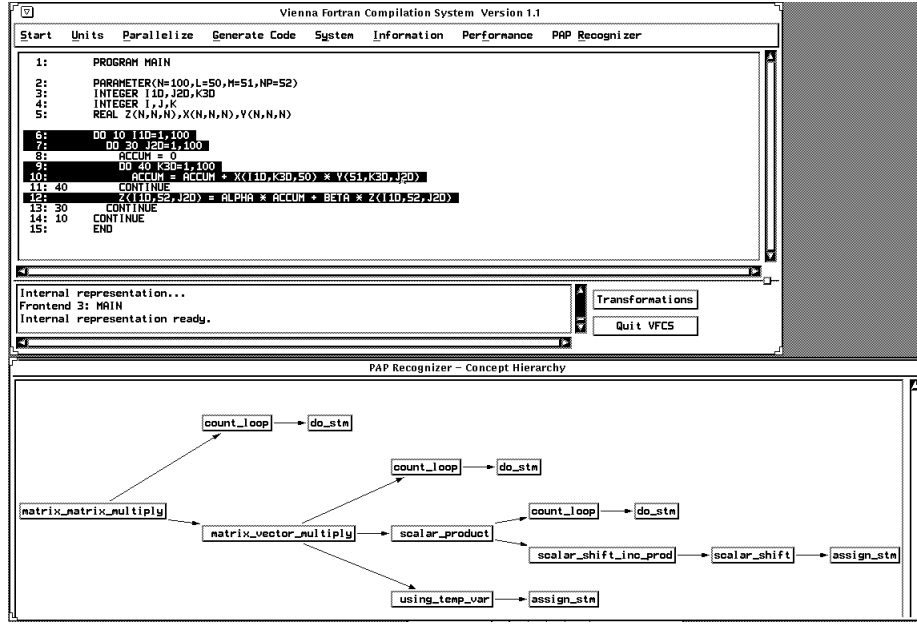 Vienna Fortran Compilation System Version 1.1
Start Units Parallelize Generate Code System Information Performance PAP Recognizer
1: PROGRAM MAIN
2: PARAMETER(N=100,L=50,M=51,NP=52)
3: INTEGER I1D,J2D,K3D
4: INTEGER I,J,K
5: REAL Z(N,N,N),X(N,N,N),Y(N,N,N)
6: DO 10 I1D=1,100
7: DO 30 J2D=1,100
8: ACCUM = 0
9: DO 40 K3D=1,100
10: ACCUM = ACCUM + X(I1D,K3D,50) * Y(51,K3D,J2D)
11: 40 CONTINUE
12: Z(I1D,52,J2D) = ALPHA * ACCUM + BETA * Z(I1D,52,J2D)
13: 30 CONTINUE
14: 10 CONTINUE
15: END
Internal representation...
Frontend 3: MAIN
Internal representation ready.
Transformations
Quit VFCS
PAP Recognizer – Concept Hierarchy
count_loop do_stm
count_loop do_stm
matrix_matrix_multiply count_loop do_stm
matrix_vector_multiply scalar_product
scalar_shift_inc_prod scalar_shift assign_stm
using_temp_var assign_stm